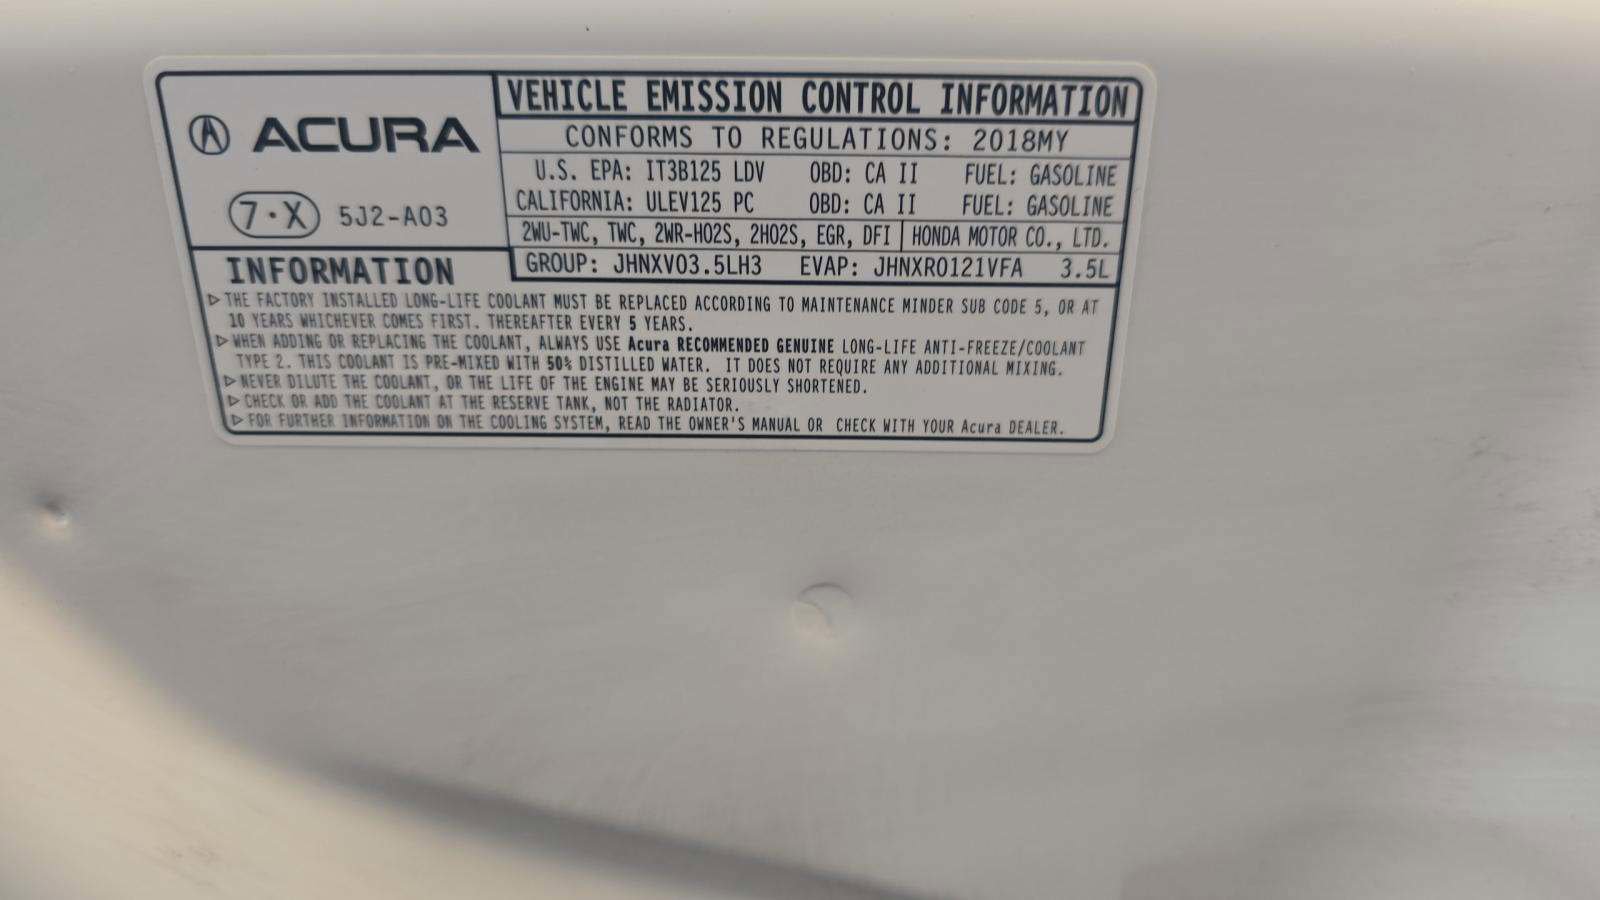 ACURA
7·X 5J2-A03
VEHICLE EMISSION CONTROL INFORMATION
CONFORMS TO REGULATIONS: 2018MY
U.S. EPA: IT3B125 LDV OBD: CA II FUEL: GASOLINE
CALIFORNIA: ULEV125 PC OBD: CA II FUEL: GASOLINE
2WU-TWC, TWC, 2WR-HO2S, 2HO2S, EGR, DFI HONDA MOTOR CO., LTD.
GROUP: JHNXV03.5LH3 EVAP: JHNXR0121VFA 3.5L
INFORMATION
▷ THE FACTORY INSTALLED LONG-LIFE COOLANT MUST BE REPLACED ACCORDING TO MAINTENANCE MINDER SUB CODE 5, OR AT
10 YEARS WHICHEVER COMES FIRST. THEREAFTER EVERY 5 YEARS.
▷ WHEN ADDING OR REPLACING THE COOLANT, ALWAYS USE Acura RECOMMENDED GENUINE LONG-LIFE ANTI-FREEZE/COOLANT
TYPE 2. THIS COOLANT IS PRE-MIXED WITH 50% DISTILLED WATER. IT DOES NOT REQUIRE ANY ADDITIONAL MIXING.
▷ NEVER DILUTE THE COOLANT, OR THE LIFE OF THE ENGINE MAY BE SERIOUSLY SHORTENED.
▷ CHECK OR ADD THE COOLANT AT THE RESERVE TANK, NOT THE RADIATOR.
▷ FOR FURTHER INFORMATION ON THE COOLING SYSTEM, READ THE OWNER'S MANUAL OR CHECK WITH YOUR Acura DEALER.